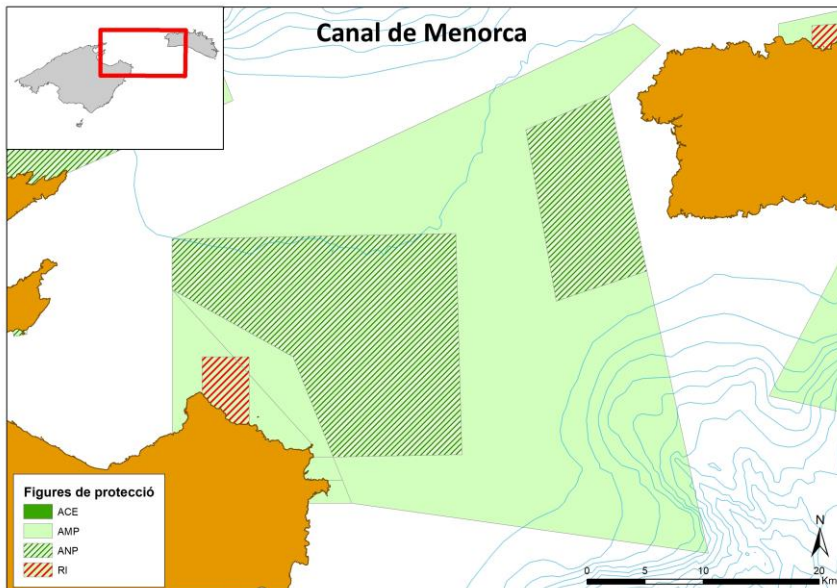 Canal de Menorca
Figures de protecció
ACE
AMP
ANP
RI
N
0 5 10 20
Km